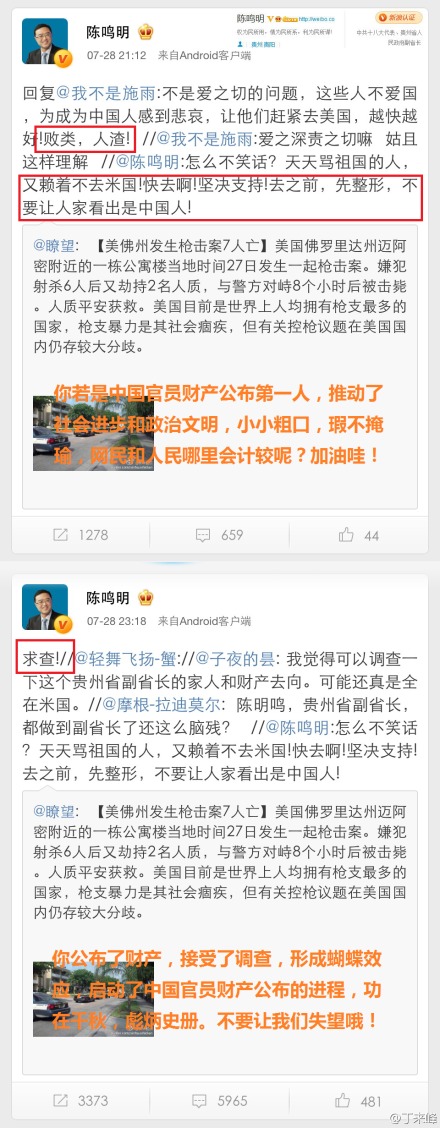 陈鸣明
07-28 21:12 来自Android客户端
陈鸣明
http://weibo.co
权为民所用,情为民所系,利为民所谋!
贵州 贵阳
新浪认证
中共十八大代表、贵州省人
民政府副省长
回复@我不是施雨:不是爱之切的问题，这些人不爱国
，为成为中国人感到悲哀，让他们赶紧去美国，越快越
好!败类，人渣! //@我不是施雨:爱之深责之切嘛 姑且
这样理解 //@陈鸣明:怎么不笑话？天天骂祖国的人，
又赖着不去米国!快去啊!坚决支持!去之前，先整形，不
要让人家看出是中国人!
@瞭望：【美佛州发生枪击案7人亡】美国佛罗里达州迈阿
密附近的一栋公寓楼当地时间27日发生一起枪击案。嫌犯
射杀6人后又劫持2名人质，与警方对峙8个小时后被击毙
。人质平安获救。美国目前是世界上人均拥有枪支最多的
国家，枪支暴力是其社会痼疾，但有关控枪议题在美国国
内仍存较大分歧。
你若是中国官员财产公布第一人，推动了
社会进步和政治文明，小小粗口，瑕不掩
瑜，网民和人民哪里会计较呢？加油哇！
1278 659 44
陈鸣明
07-28 23:18 来自Android客户端
求查!//@轻舞飞扬-蟹://@子夜的昙: 我觉得可以调查一
下这个贵州省副省长的家人和财产去向。可能还真是全
在米国。//@摩根-拉迪莫尔：陈鸣明，贵州省副省长，
都做到副省长了还这么脑残？ //@陈鸣明:怎么不笑话
？天天骂祖国的人，又赖着不去米国!快去啊!坚决支持!
去之前，先整形，不要让人家看出是中国人!
@瞭望：【美佛州发生枪击案7人亡】美国佛罗里达州迈阿
密附近的一栋公寓楼当地时间27日发生一起枪击案。嫌犯
射杀6人后又劫持2名人质，与警方对峙8个小时后被击毙
。人质平安获救。美国目前是世界上人均拥有枪支最多的
国家，枪支暴力是其社会痼疾，但有关控枪议题在美国国
内仍存较大分歧。
你公布了财产，接受了调查，形成蝴蝶效
应，启动了中国官员财产公布的进程，功
在千秋，彪炳史册。不要让我们失望哦！
3373 5965 481
@丁来峰